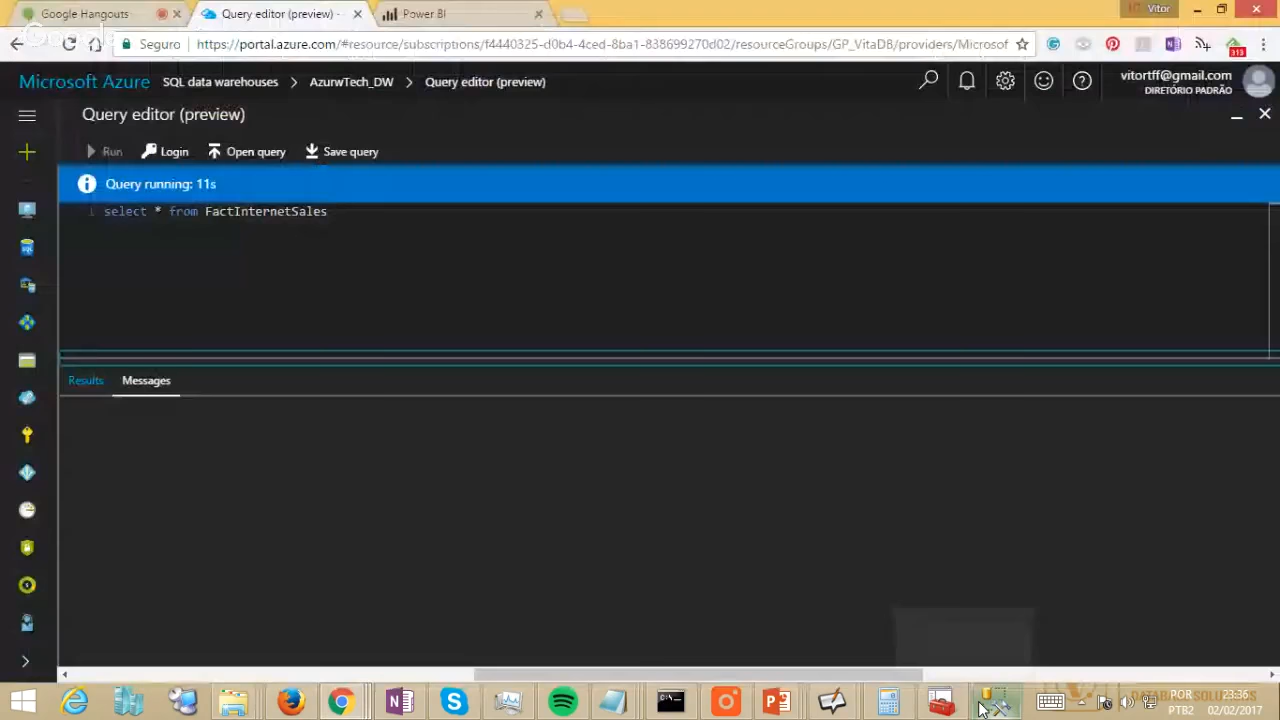 Google Hangouts
Query editor (preview)
Power BI
Vitor
Seguro
https://portal.azure.com/#resource/subscriptions/f4440325-d0b4-4ced-8ba1-838699270d02/resourceGroups/GP_VitaDB/providers/Microsof
313
Microsoft Azure
SQL data warehouses
AzurwTech_DW
Query editor (preview)
vitortff@gmail.com
DIRETÓRIO PADRÃO
Query editor (preview)
Run
Login
Open query
Save query
Query running: 11s
1 select * from FactInternetSales
Results
Messages
POR
23:36
PTB2
02/02/2017